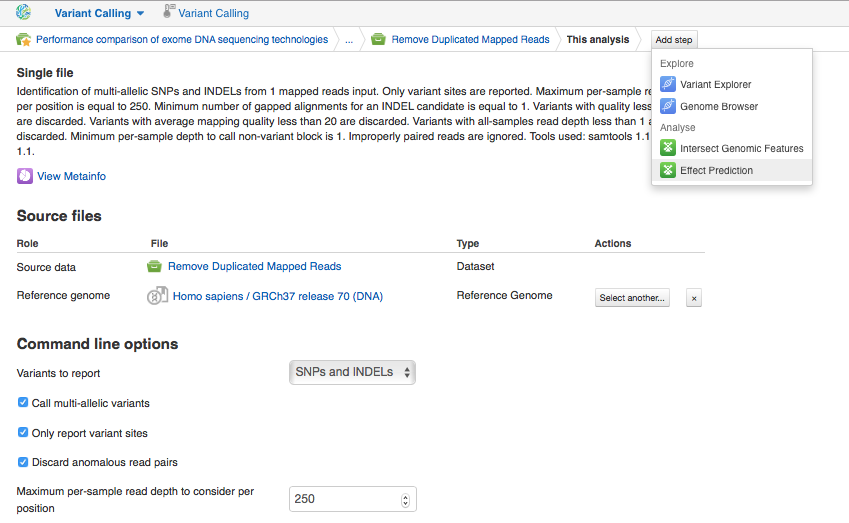 Variant Calling Variant Calling
Performance comparison of exome DNA sequencing technologies ... Remove Duplicated Mapped Reads This analysis Add step
Explore
Variant Explorer
Genome Browser
Analyse
Intersect Genomic Features
Effect Prediction
Single file
Identification of multi-allelic SNPs and INDELs from 1 mapped reads input. Only variant sites are reported. Maximum per-sample re
per position is equal to 250. Minimum number of gapped alignments for an INDEL candidate is equal to 1. Variants with quality less
are discarded. Variants with average mapping quality less than 20 are discarded. Variants with all-samples read depth less than 1 a
discarded. Minimum per-sample depth to call non-variant block is 1. Improperly paired reads are ignored. Tools used: samtools 1.1
1.1.
View Metainfo
Source files
Role File Type Actions
Source data Remove Duplicated Mapped Reads Dataset
Reference genome Homo sapiens / GRCh37 release 70 (DNA) Reference Genome Select another... ×
Command line options
Variants to report SNPs and INDELs
Call multi-allelic variants
Only report variant sites
Discard anomalous read pairs
Maximum per-sample read depth to consider per
position 250